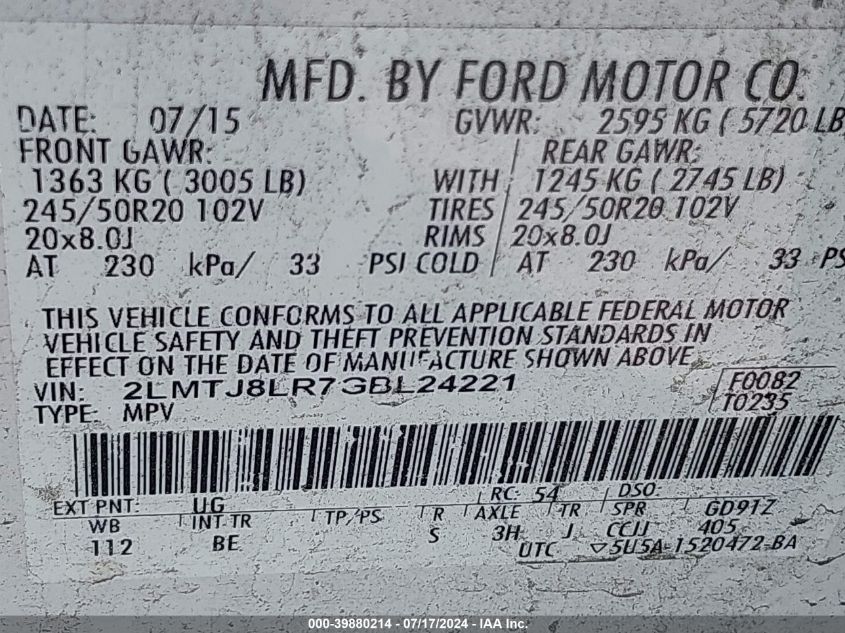 MFD. BY FORD MOTOR CO.
DATE: 07/15 GVWR: 2595 KG ( 5720 LB
FRONT GAWR: REAR GAWR:
1363 KG ( 3005 LB) WITH 1245 KG ( 2745 LB)
245/50R20 102V TIRES 245/50R20 102V
20x8.0J RIMS 20x8.0J
AT 230 kPa/ 33 PSI COLD AT 230 kPa/ 33 PS
THIS VEHICLE CONFORMS TO ALL APPLICABLE FEDERAL MOTOR
VEHICLE SAFETY AND THEFT PREVENTION STANDARDS IN
EFFECT ON THE DATE OF MANUFACTURE SHOWN ABOVE
VIN: 2LMTJ8LR7GBL24221 F0082
TYPE: MPV T0235
EXT PNT: UG RC: 54 DSO:
WB INT TR TP/PS R AXLE TR SPR GD91Z
112 BE S 3H J CCJJ 405
UTC ▽5U5A-1520472-BA
000-39880214 - 07/17/2024 - IAA Inc.